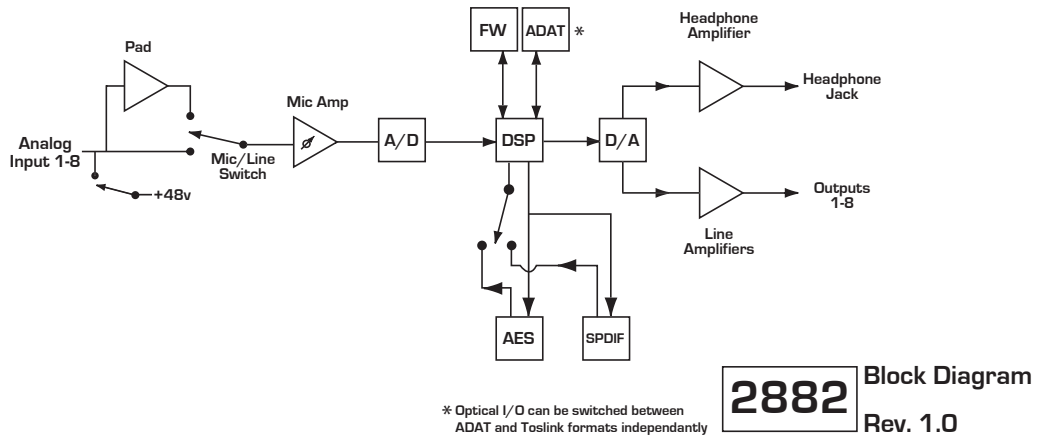 Headphone
Amplifier
FW
ADAT *
Pad
Headphone
Jack
Mic Amp
Analog
Input 1-8
A/D
DSP
D/A
Mic/Line
Switch
+48v
Outputs
1-8
Line
Amplifiers
AES
SPDIF
2882
Block Diagram
Rev. 1.0
* Optical I/O can be switched between
ADAT and Toslink formats independantly